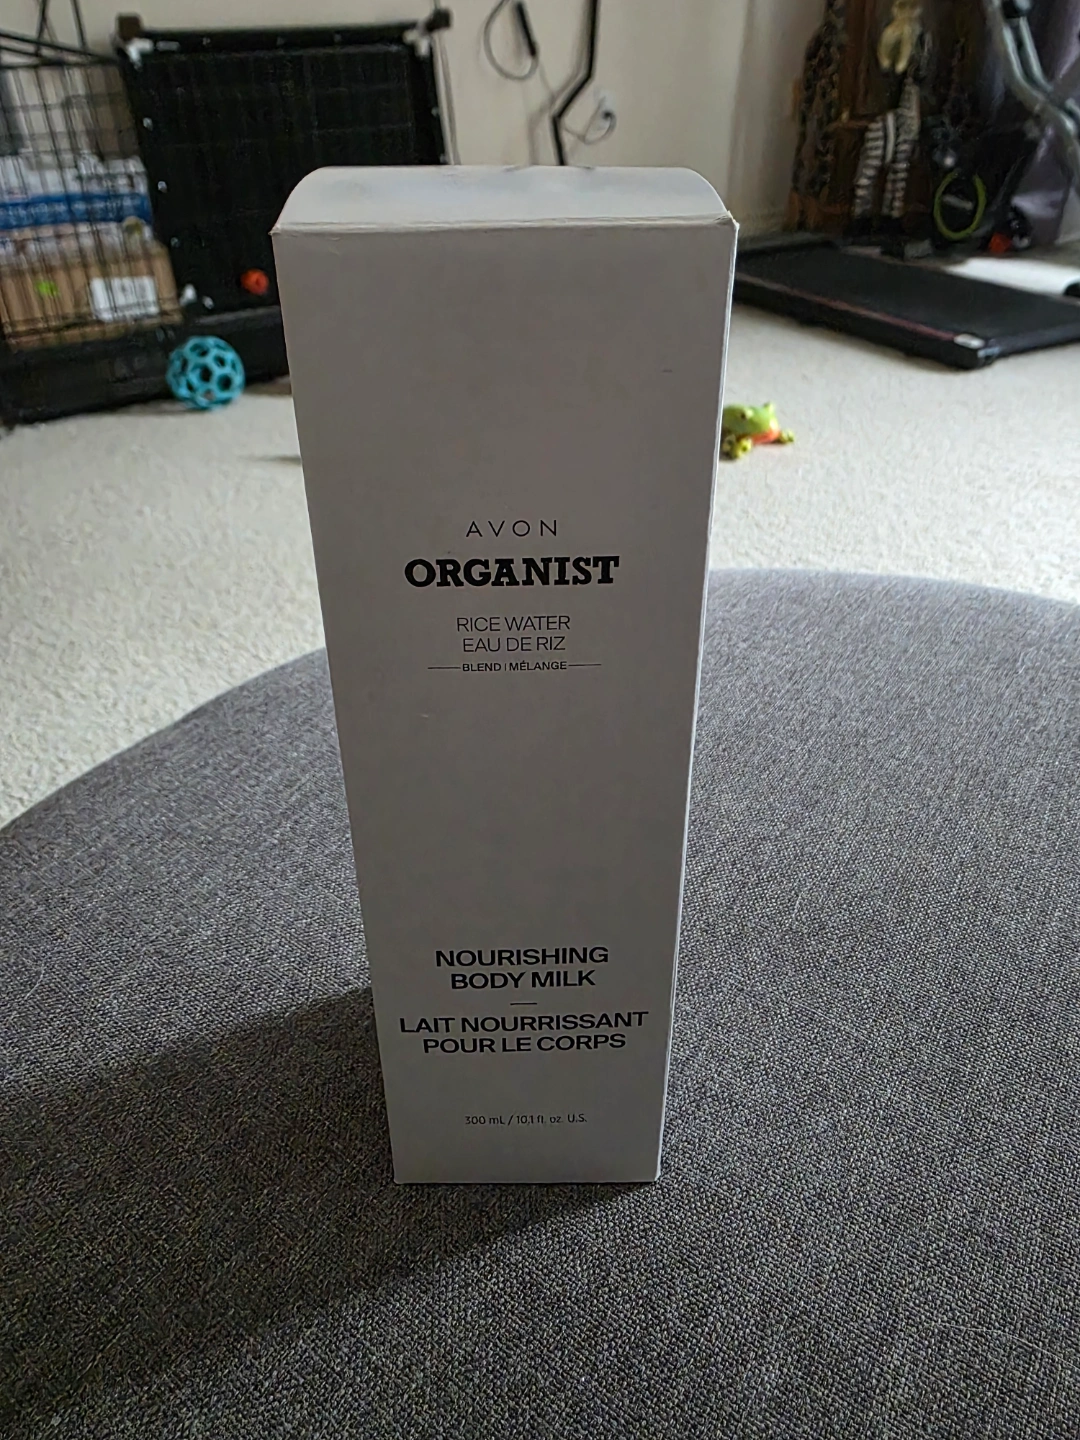 AVON
ORGANIST
RICE WATER
EAU DE RIZ
BLEND | MÉLANGE
NOURISHING
BODY MILK
LAIT NOURRISSANT
POUR LE CORPS
300 mL / 10,1 fl. oz. U.S.